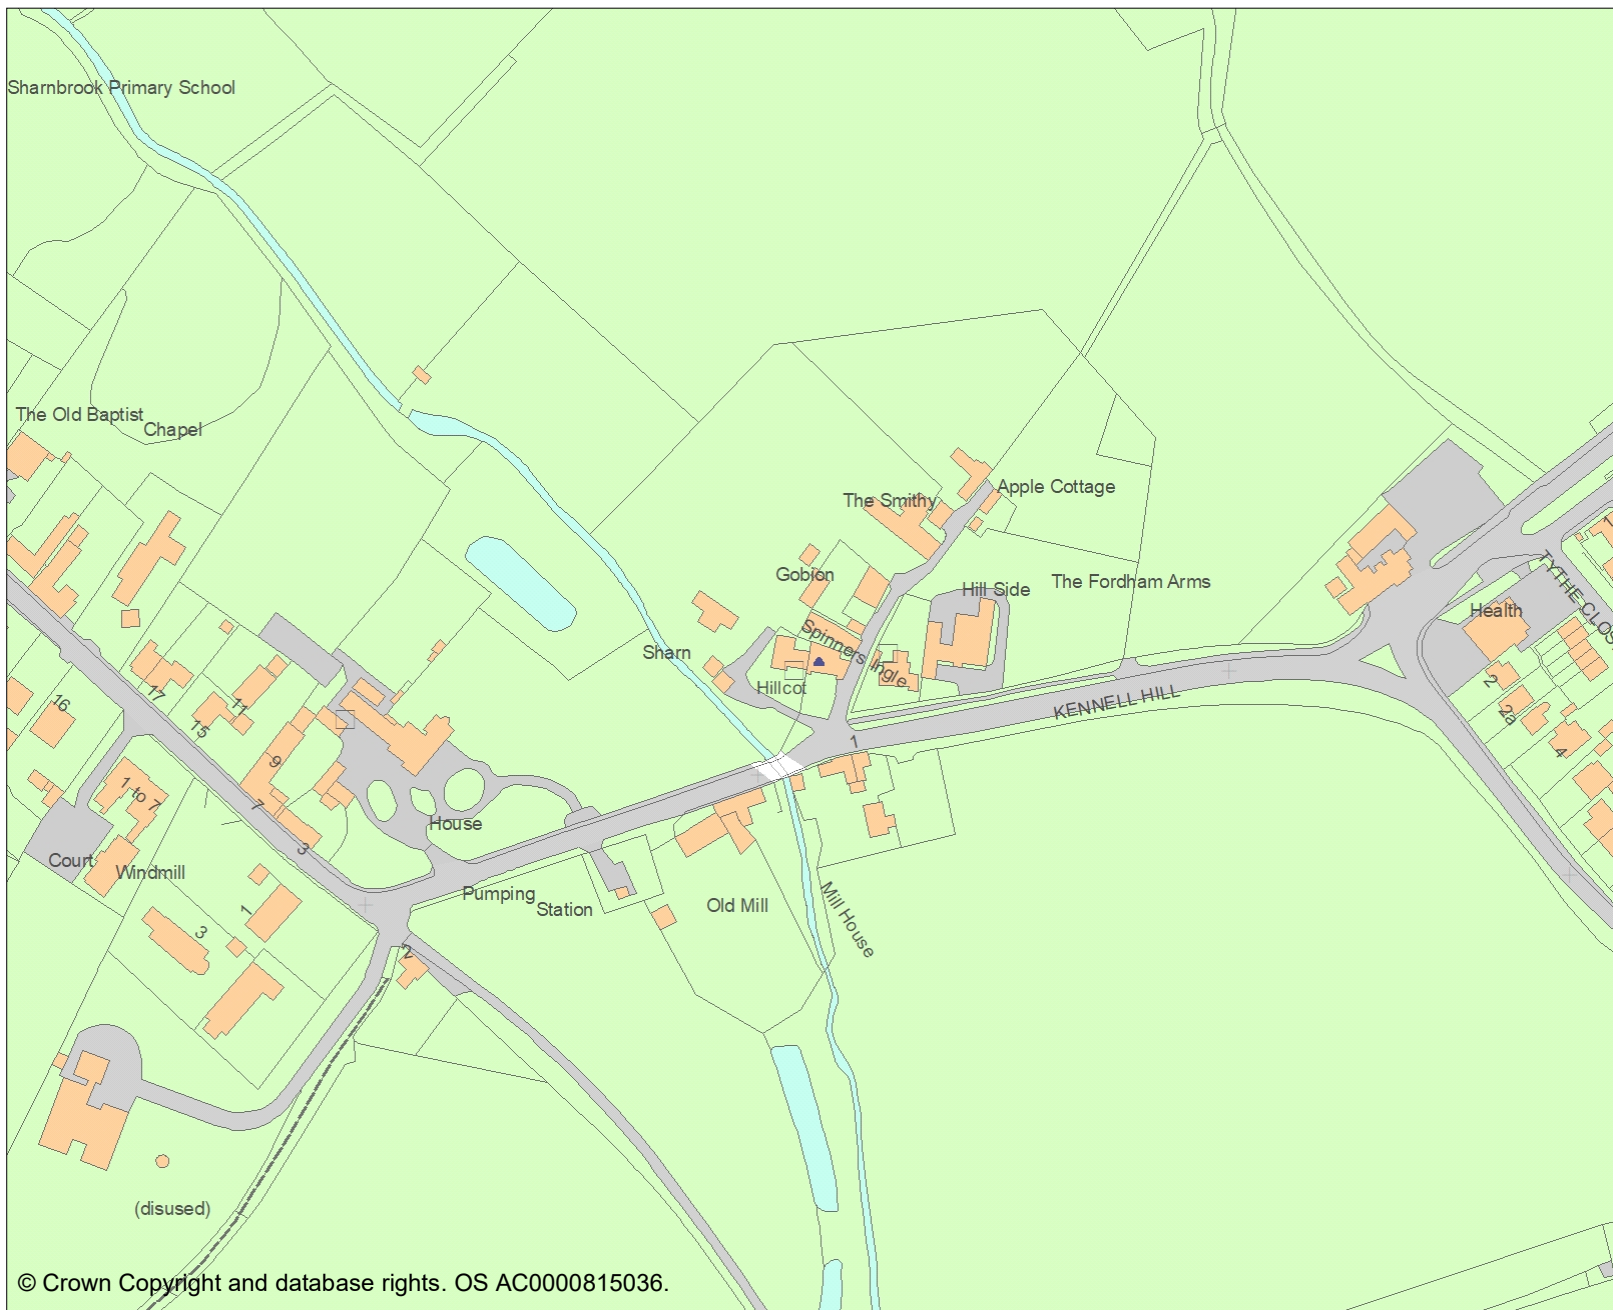 Sharnbrook Primary School
The Old Baptist
Chapel
The Smithy
Apple Cottage
Gobion
Hill Side
The Fordham Arms
TYTHE CLOS
Health
1
Spinners Ingle
Sharn
Hillcot
KENNELL HILL
2
2a
4
1
17
11
15
16
9
7
3
1 to 7
House
Court
Windmill
Pumping
Station
Old Mill
Mill House
1
3
2
(disused)
© Crown Copyright and database rights. OS AC0000815036.